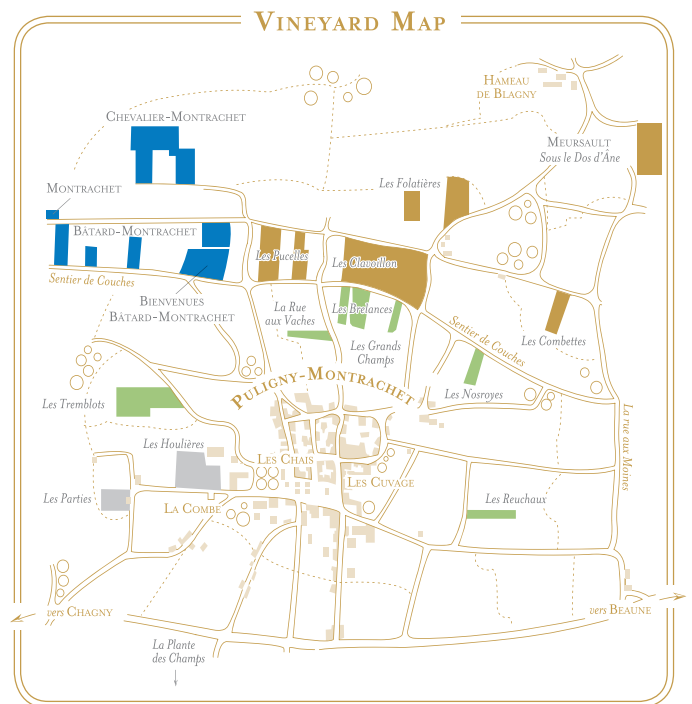 VINEYARD MAP
HAMEAU
DE BLAGNY
CHEVALIER-MONTRACHET
MEURSAULT
Sous le Dos d'Âne
Les Folatières
MONTRACHET
BÂTARD-MONTRACHET
Les Pucelles
Les Clavoillon
Sentier de Couches
BIENVENUES
BÂTARD-MONTRACHET
La Rue
aux Vaches
Les Brelances
Les Grands
Champs
Sentier de Couches
Les Combettes
PULIGNY-MONTRACHET
Les Nosroyes
Les Tremblots
La rue aux Moines
Les Houlières
LES CHAIS
LES CUVAGE
Les Parties
LA COMBE
Les Reuchaux
vers CHAGNY
vers BEAUNE
La Plante
des Champs